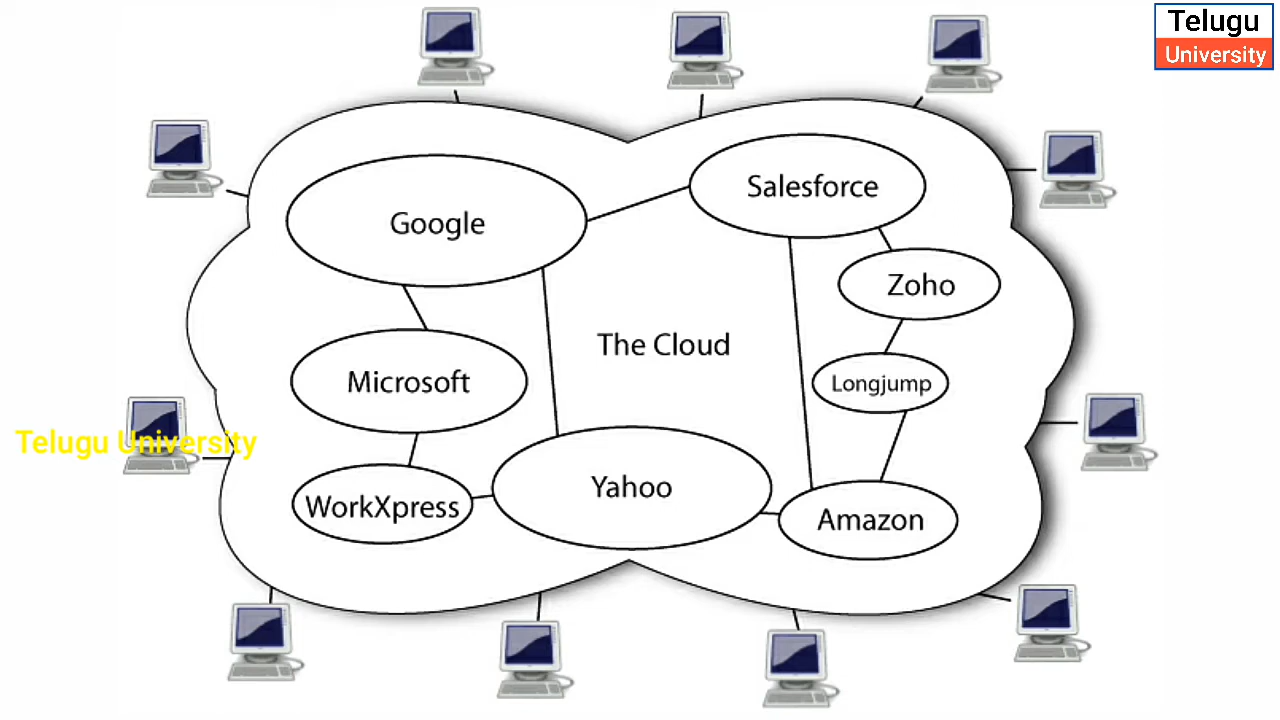 Telugu
University
Salesforce
Google
Zoho
The Cloud
Microsoft
Longjump
Telugu University
Yahoo
WorkXpress
Amazon